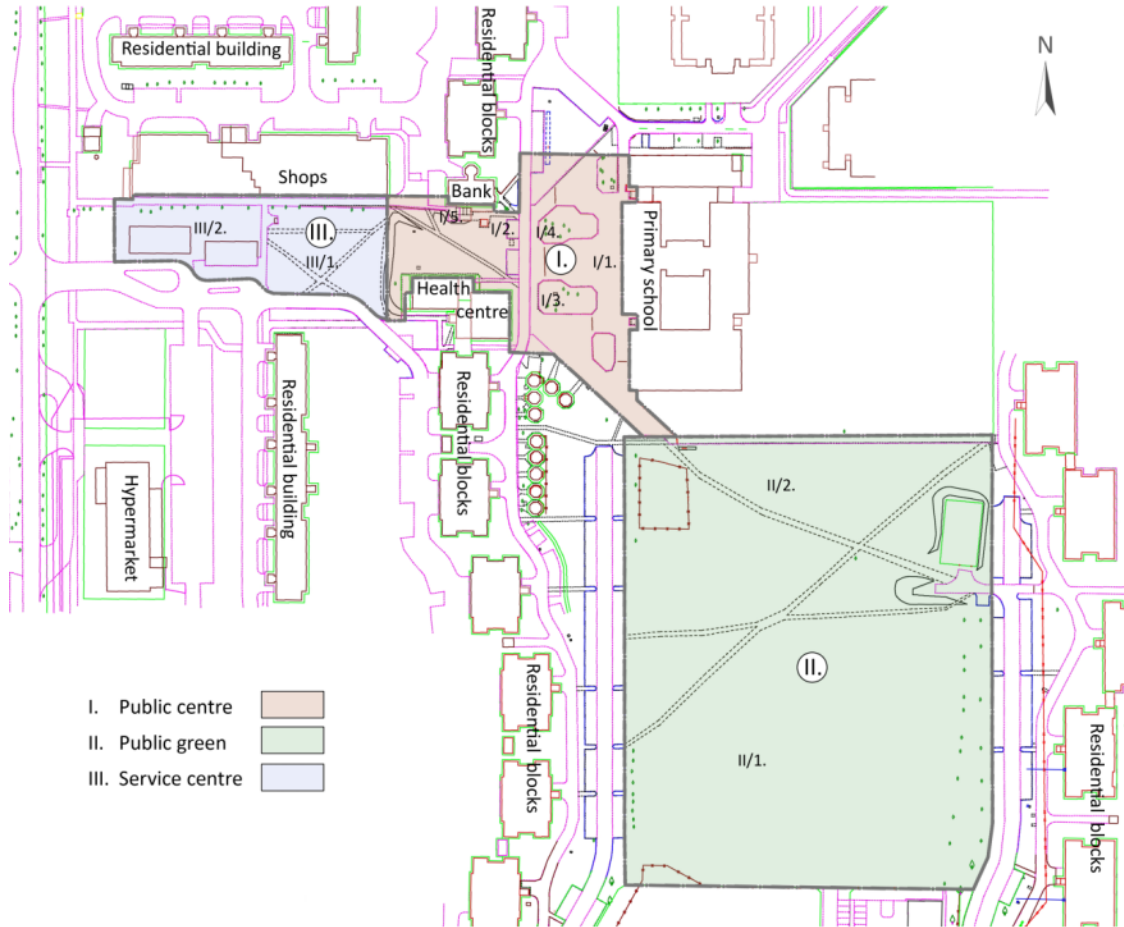 Residential building
Residential blocks
N
Shops
Bank
III/2.
III.
III/1.
I/5.
I/2.
I/4.
I.
I/1.
I/3.
Primary school
Health
centre
Residential building
Residential blocks
Hypermarket
II/2.
II.
II/1.
Residential blocks
Residential blocks
I. Public centre
II. Public green
III. Service centre